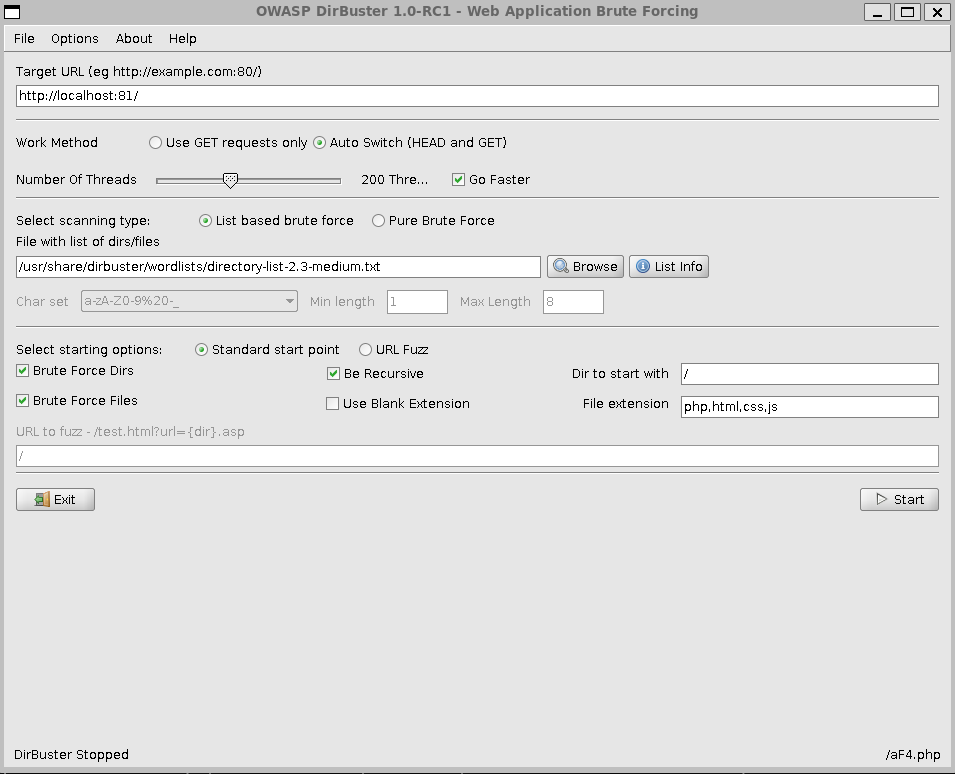 OWASP DirBuster 1.0-RC1 - Web Application Brute Forcing
File Options About Help
Target URL (eg http://example.com:80/)
http://localhost:81/
Work Method Use GET requests only Auto Switch (HEAD and GET)
Number Of Threads 200 Thre... Go Faster
Select scanning type: List based brute force Pure Brute Force
File with list of dirs/files
/usr/share/dirbuster/wordlists/directory-list-2.3-medium.txt Browse List Info
Char set a-zA-Z0-9%20-_ Min length 1 Max Length 8
Select starting options: Standard start point URL Fuzz
Brute Force Dirs Be Recursive Dir to start with /
Brute Force Files Use Blank Extension File extension php,html,css,js
URL to fuzz - /test.html?url={dir}.asp
/
Exit Start
DirBuster Stopped /aF4.php